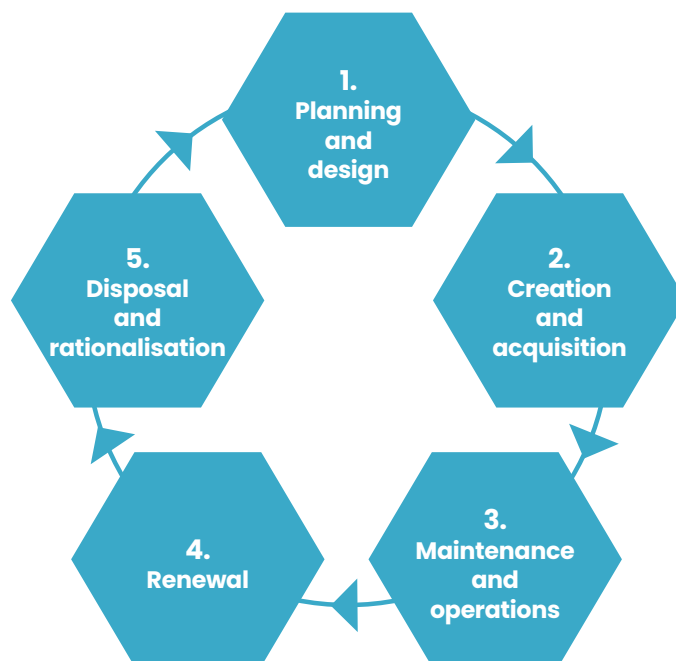 1.
Planning
and
design
2.
Creation
and
acquisition
3.
Maintenance
and
operations
4.
Renewal
5.
Disposal
and
rationalisation